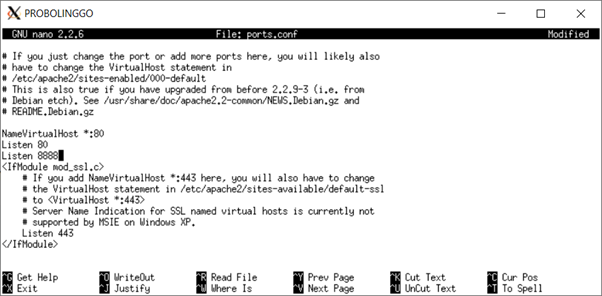 PROBOLINGGO
GNU nano 2.2.6 File: ports.conf Modified
# If you just change the port or add more ports here, you will likely also
# have to change the VirtualHost statement in
# /etc/apache2/sites-enabled/000-default
# This is also true if you have upgraded from before 2.2.9-3 (i.e. from
# Debian etch). See /usr/share/doc/apache2.2-common/NEWS.Debian.gz and
# README.Debian.gz
NameVirtualHost *:80
Listen 80
Listen 8888
<IfModule mod_ssl.c>
# If you add NameVirtualHost *:443 here, you will also have to change
# the VirtualHost statement in /etc/apache2/sites-available/default-ssl
# to <VirtualHost *:443>
# Server Name Indication for SSL named virtual hosts is currently not
# supported by MSIE on Windows XP.
Listen 443
</IfModule>
^G Get Help ^O WriteOut ^R Read File ^Y Prev Page ^K Cut Text ^C Cur Pos
^X Exit ^J Justify ^W Where Is ^V Next Page ^U UnCut Text ^T To Spell